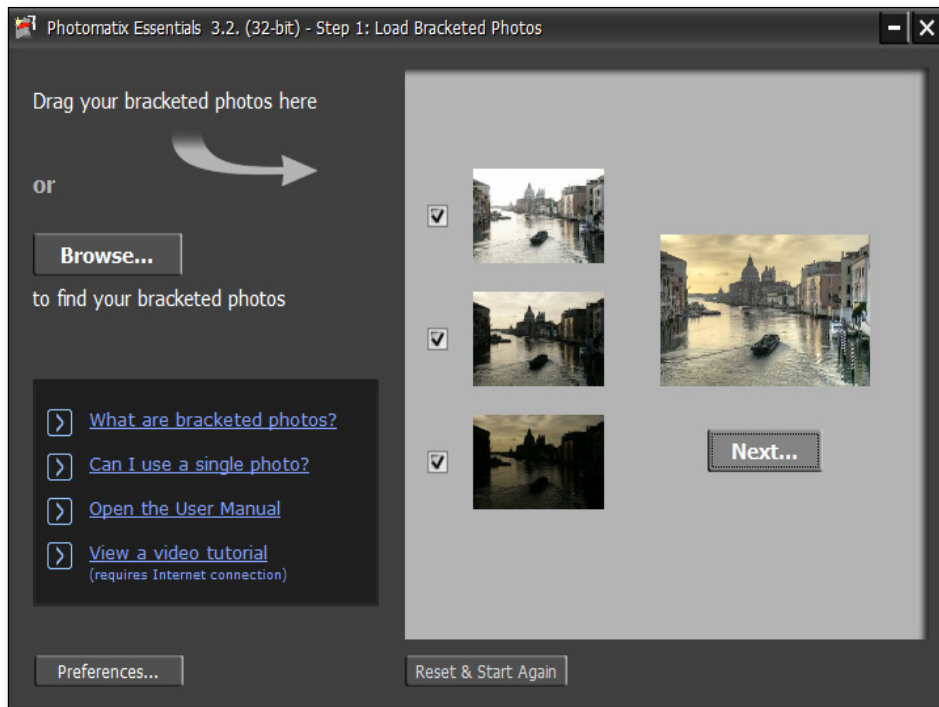 Photomatix Essentials 3.2. (32-bit) - Step 1: Load Bracketed Photos
Drag your bracketed photos here
or
Browse...
to find your bracketed photos
What are bracketed photos?
Can I use a single photo?
Open the User Manual
View a video tutorial
(requires Internet connection)
Preferences...
Next...
Reset & Start Again